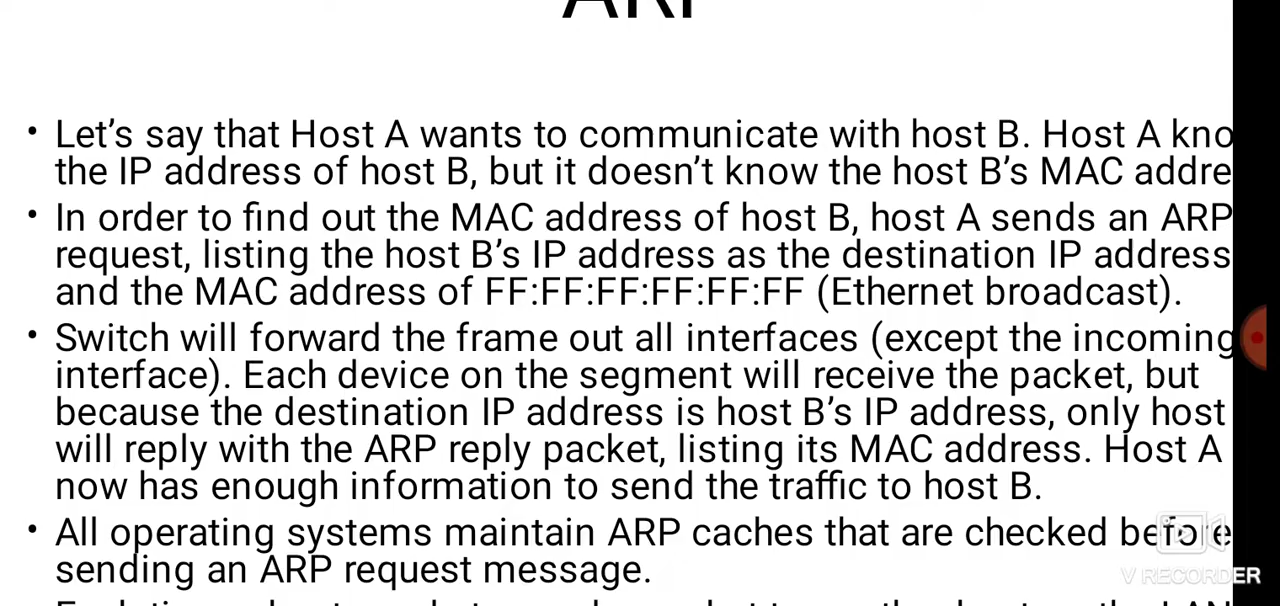 ARP
• Let's say that Host A wants to communicate with host B. Host A kno
the IP address of host B, but it doesn't know the host B's MAC addre
• In order to find out the MAC address of host B, host A sends an ARP
request, listing the host B's IP address as the destination IP address
and the MAC address of FF:FF:FF:FF:FF:FF (Ethernet broadcast).
• Switch will forward the frame out all interfaces (except the incoming
interface). Each device on the segment will receive the packet, but
because the destination IP address is host B's IP address, only host
will reply with the ARP reply packet, listing its MAC address. Host A
now has enough information to send the traffic to host B.
• All operating systems maintain ARP caches that are checked before
sending an ARP request message.
V RECORDER